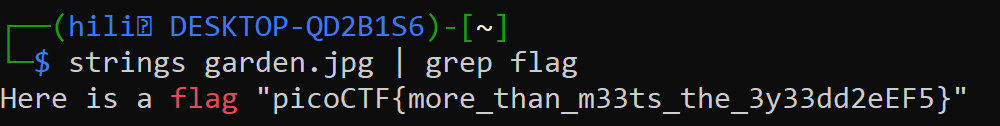 ┌──(hili㉿ DESKTOP-QD2B1S6)-[~]
└─$ strings garden.jpg | grep flag
Here is a flag "picoCTF{more_than_m33ts_the_3y33dd2eEF5}"